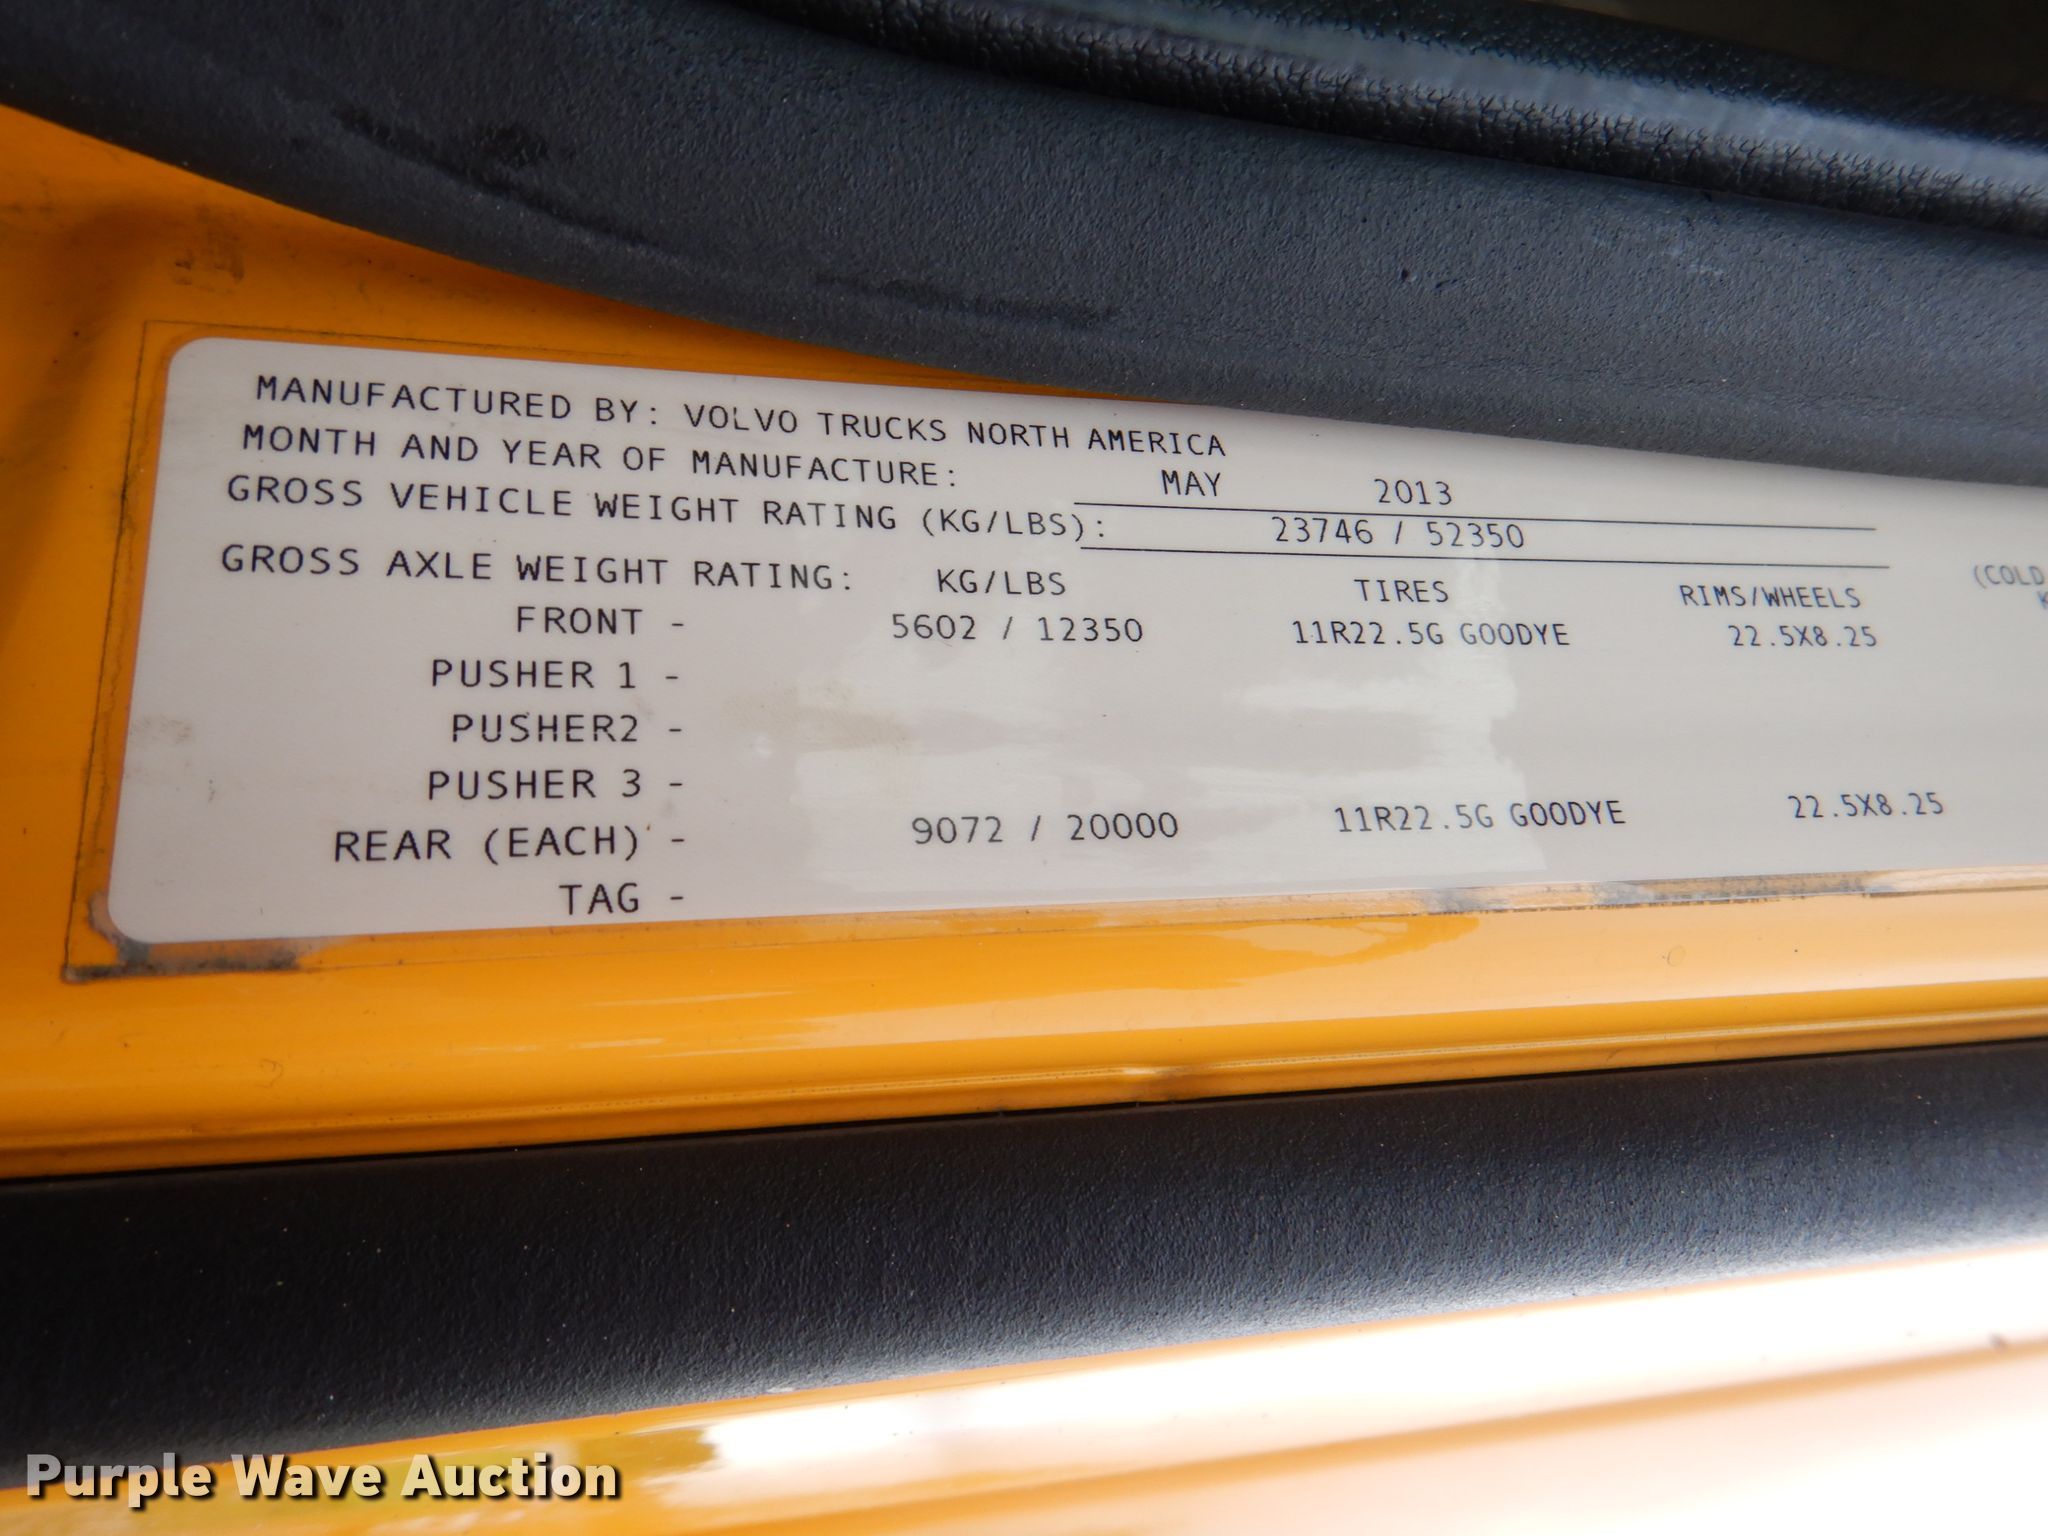 MANUFACTURED BY: VOLVO TRUCKS NORTH AMERICA
MONTH AND YEAR OF MANUFACTURE: MAY 2013
GROSS VEHICLE WEIGHT RATING (KG/LBS): 23746 / 52350
GROSS AXLE WEIGHT RATING: KG/LBS TIRES RIMS/WHEELS (COLD
FRONT - 5602 / 12350 11R22.5G GOODYE 22.5X8.25
PUSHER 1 -
PUSHER2 -
PUSHER 3 -
REAR (EACH) - 9072 / 20000 11R22.5G GOODYE 22.5X8.25
TAG -
Purple Wave Auction